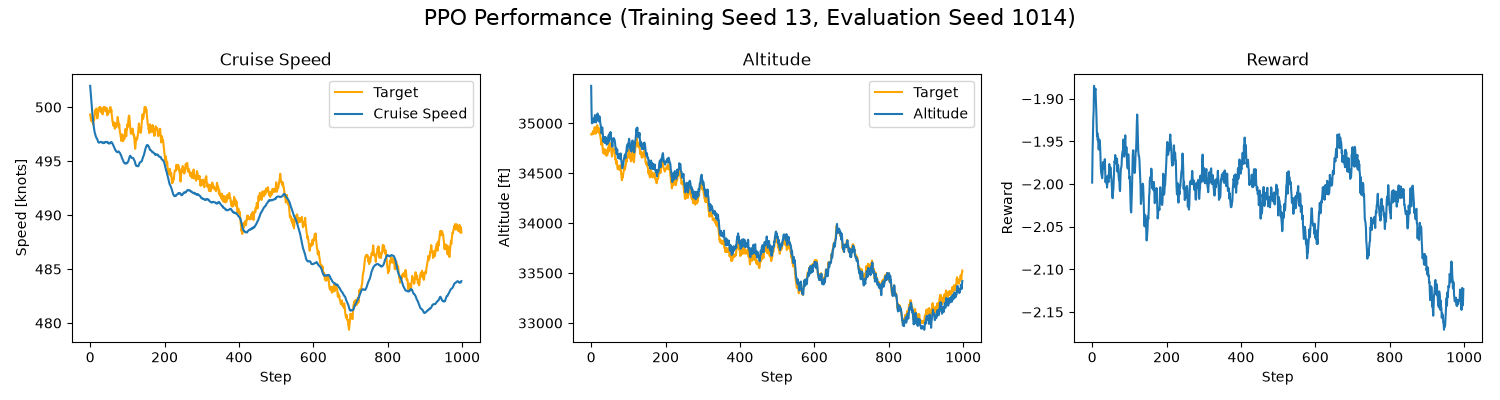 PPO Performance (Training Seed 13, Evaluation Seed 1014)
Cruise Speed
Speed [knots]
500
495
490
485
480
0 200 400 600 800 1000
Step
Target
Cruise Speed
Altitude
Altitude [ft]
35000
34500
34000
33500
33000
0 200 400 600 800 1000
Step
Target
Altitude
Reward
Reward
−1.90
−1.95
−2.00
−2.05
−2.10
−2.15
0 200 400 600 800 1000
Step